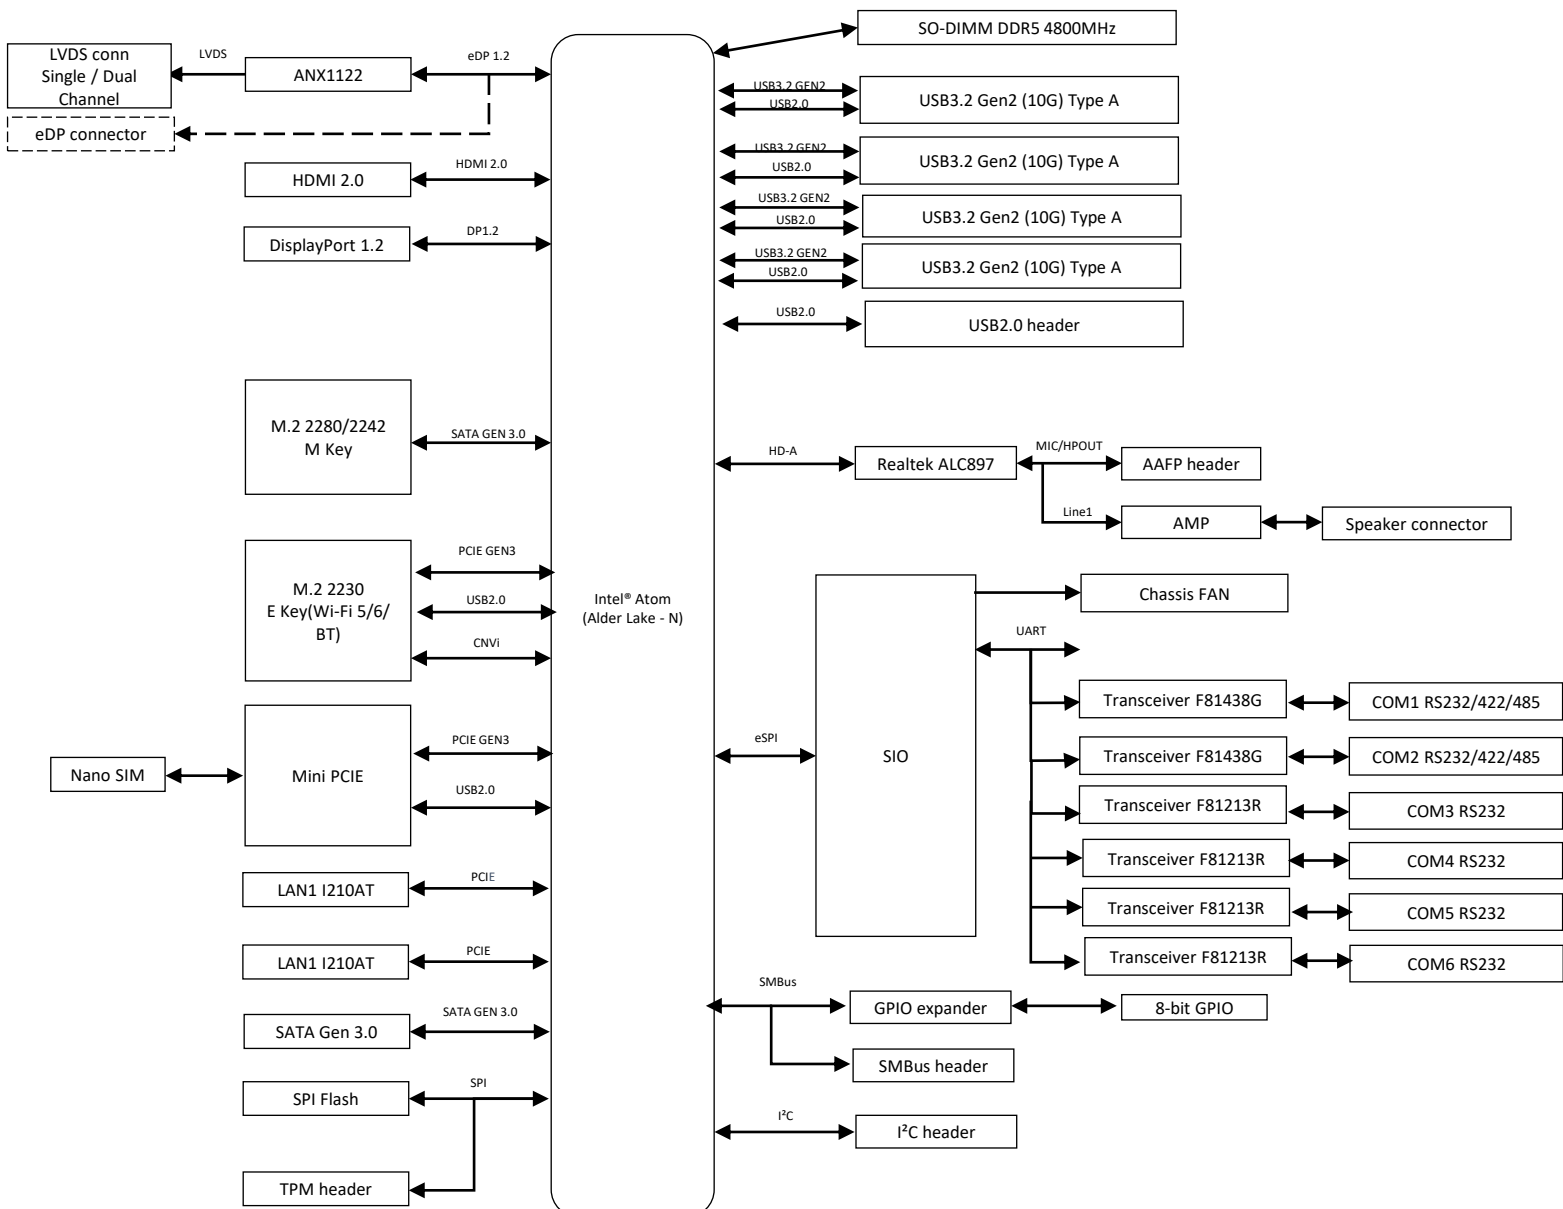 SO-DIMM DDR5 4800MHz
LVDS conn
Single / Dual
Channel
LVDS
ANX1122
eDP 1.2
eDP connector
HDMI 2.0
HDMI 2.0
DisplayPort 1.2
DP1.2
USB3.2 GEN2
USB2.0
USB3.2 Gen2 (10G) Type A
USB3.2 GEN2
USB2.0
USB3.2 Gen2 (10G) Type A
USB3.2 GEN2
USB2.0
USB3.2 Gen2 (10G) Type A
USB3.2 GEN2
USB2.0
USB3.2 Gen2 (10G) Type A
USB2.0
USB2.0 header
M.2 2280/2242
M Key
SATA GEN 3.0
HD-A
Realtek ALC897
MIC/HPOUT
AAFP header
Line1
AMP
Speaker connector
M.2 2230
E Key(Wi-Fi 5/6/
BT)
PCIE GEN3
USB2.0
CNVi
Intel® Atom
(Alder Lake - N)
Chassis FAN
UART
Nano SIM
Mini PCIE
PCIE GEN3
USB2.0
eSPI
SIO
Transceiver F81438G
COM1 RS232/422/485
Transceiver F81438G
COM2 RS232/422/485
Transceiver F81213R
COM3 RS232
Transceiver F81213R
COM4 RS232
Transceiver F81213R
COM5 RS232
Transceiver F81213R
COM6 RS232
LAN1 I210AT
PCIE
LAN1 I210AT
PCIE
SATA Gen 3.0
SATA GEN 3.0
SMBus
GPIO expander
8-bit GPIO
SMBus header
SPI Flash
SPI
I²C
I²C header
TPM header